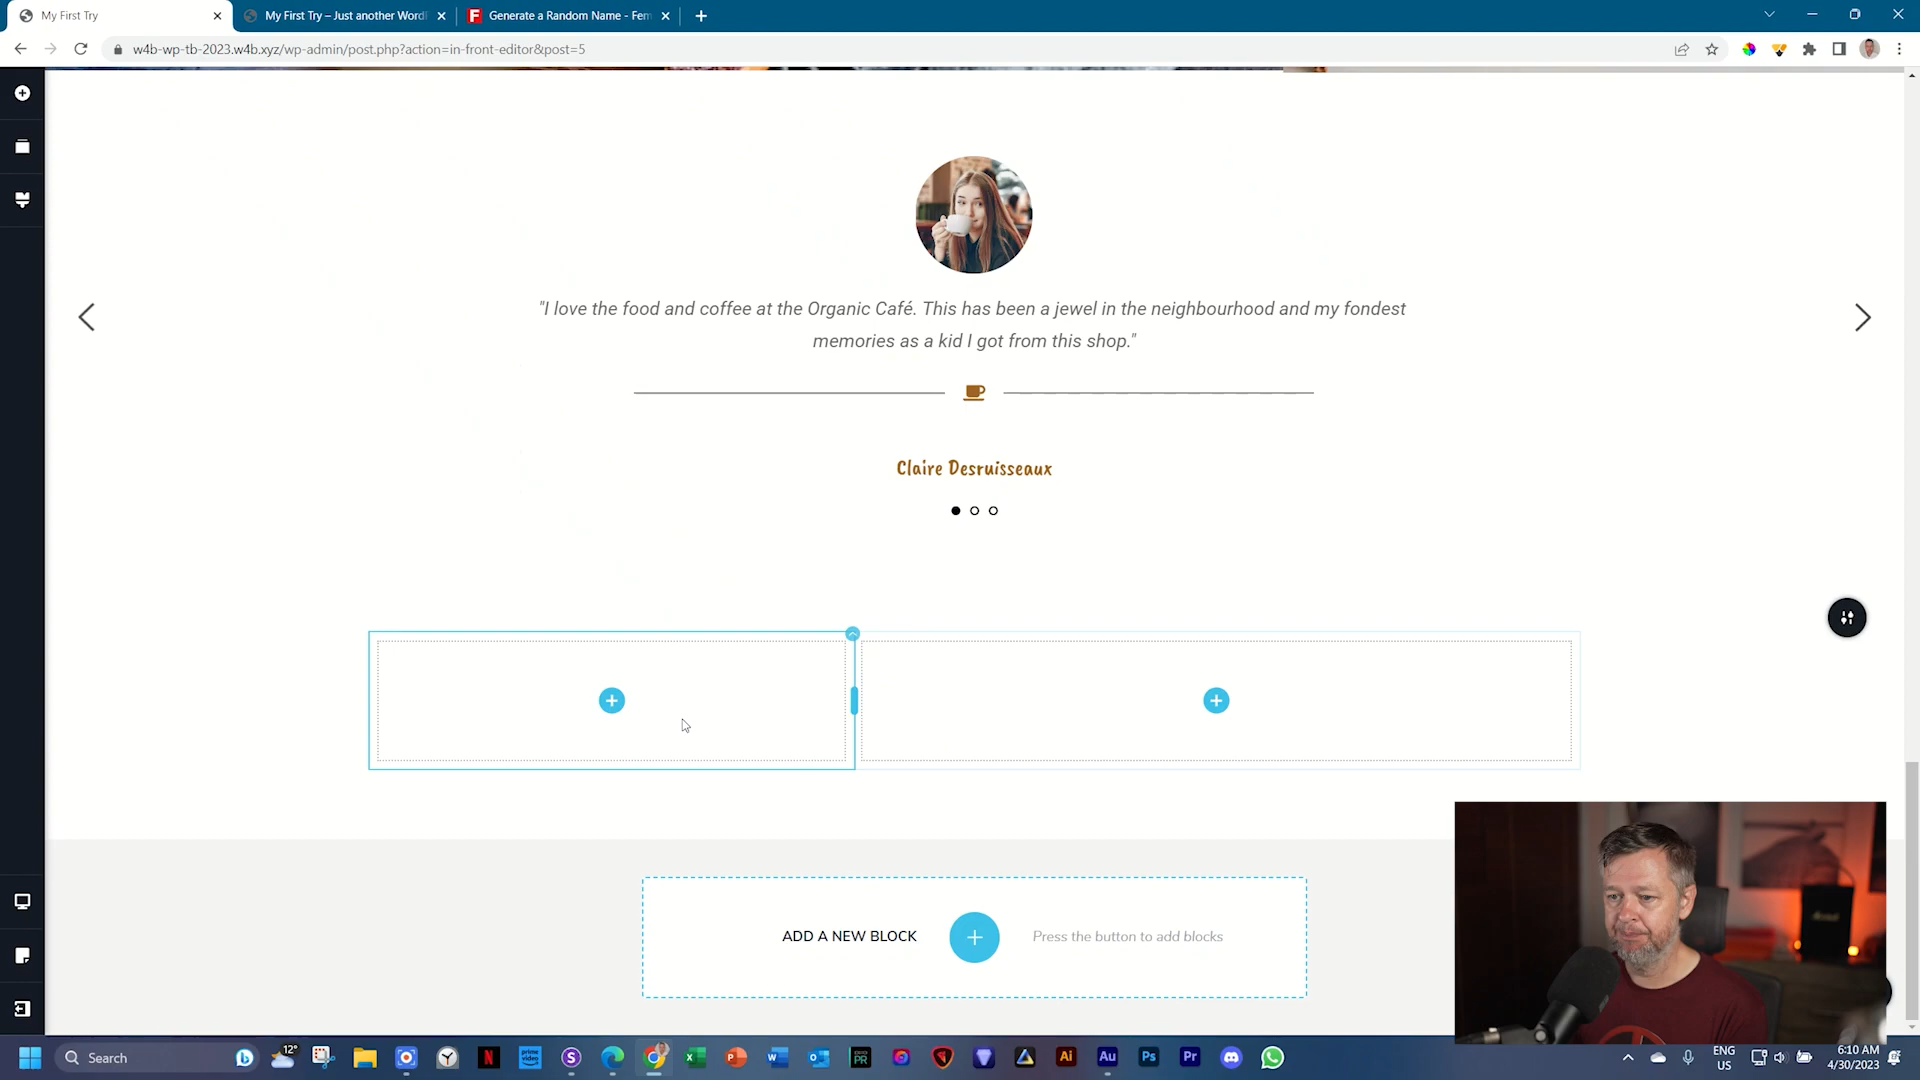 My First Try
My First Try – Just another WordP
Generate a Random Name - Fem
w4b-wp-tb-2023.w4b.xyz/wp-admin/post.php?action=in-front-editor&post=5
"I love the food and coffee at the Organic Café. This has been a jewel in the neighbourhood and my fondest
memories as a kid I got from this shop."
Claire Desruisseaux
ADD A NEW BLOCK
Press the button to add blocks
Search
12°
ENG
US
6:10 AM
4/30/2023